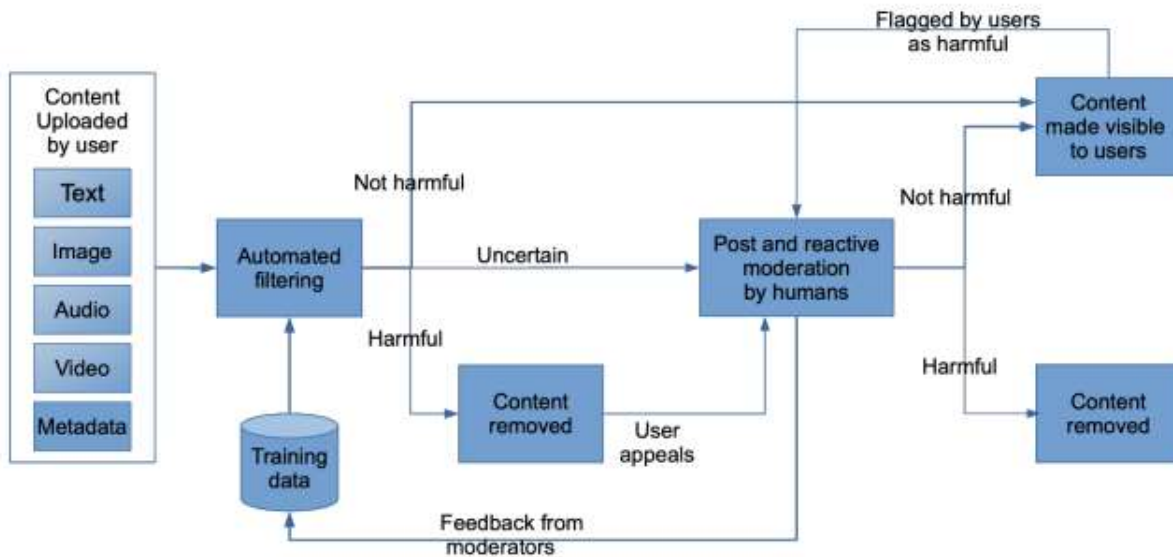 Flagged by users
as harmful
Content
Uploaded
by user
Text
Image
Audio
Video
Metadata
Automated
filtering
Not harmful
Uncertain
Harmful
Content
removed
User
appeals
Training
data
Feedback from
moderators
Post and reactive
moderation
by humans
Content
made visible
to users
Not harmful
Harmful
Content
removed